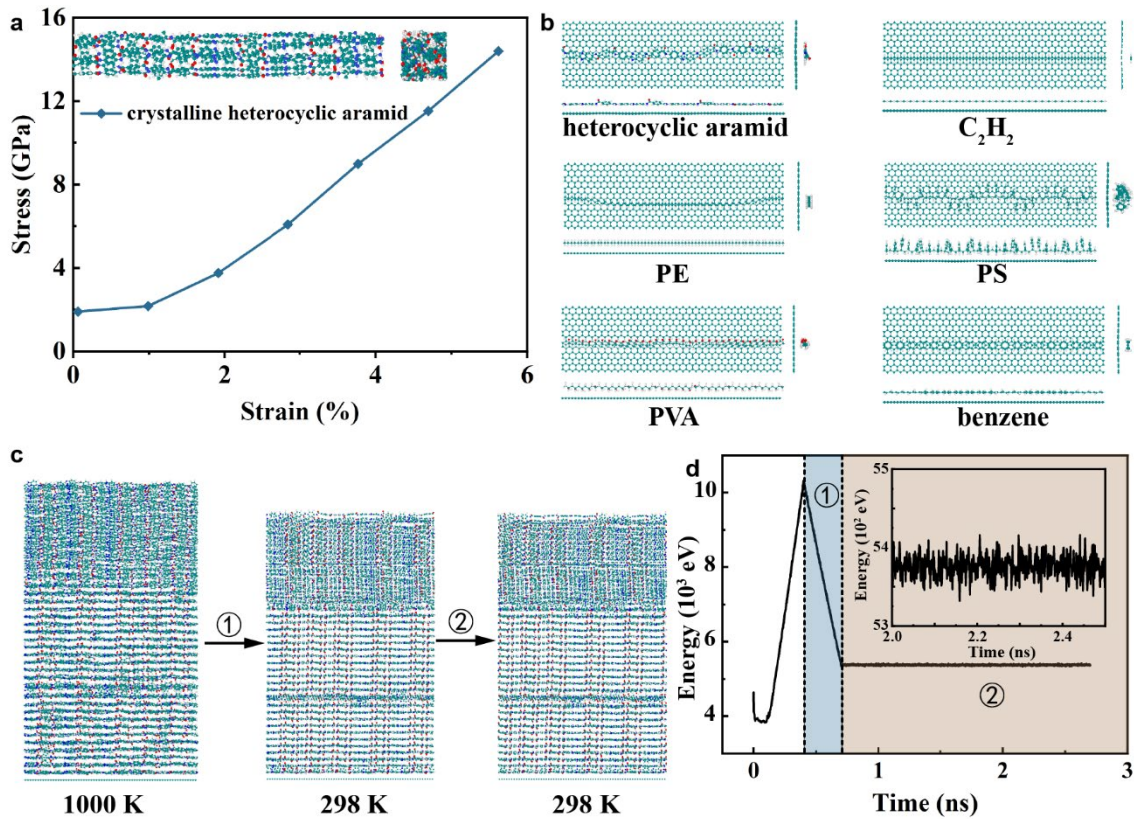 a
16
12
8
4
0
Stress (GPa)
crystalline heterocyclic aramid
0 2 4 6
Strain (%)
b
heterocyclic aramid
C₂H₂
PE
PS
PVA
benzene
c
①
②
1000 K
298 K
298 K
d
10
8
6
4
Energy (10³ eV)
①
②
55
54
53
Energy (10² eV)
2.0 2.2 2.4
Time (ns)
0 1 2 3
Time (ns)